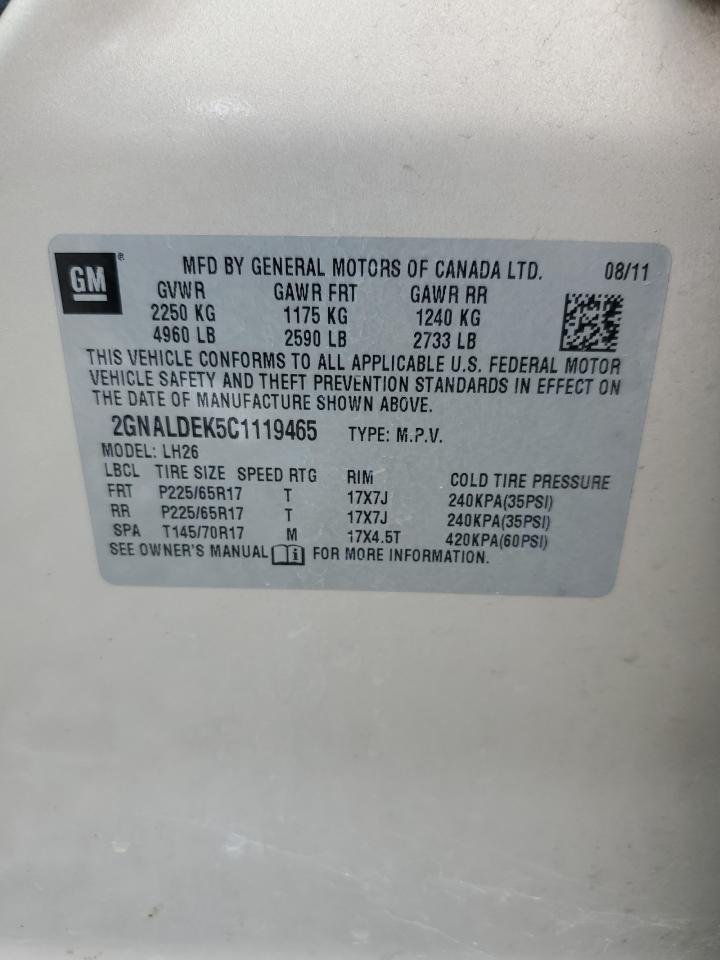 GM® MFD BY GENERAL MOTORS OF CANADA LTD. 08/11
GVWR GAWR FRT GAWR RR
2250 KG 1175 KG 1240 KG
4960 LB 2590 LB 2733 LB
THIS VEHICLE CONFORMS TO ALL APPLICABLE U.S. FEDERAL MOTOR
VEHICLE SAFETY AND THEFT PREVENTION STANDARDS IN EFFECT ON
THE DATE OF MANUFACTURE SHOWN ABOVE.
2GNALDEK5C1119465 TYPE: M.P.V.
MODEL: LH26
LBCL TIRE SIZE SPEED RTG RIM COLD TIRE PRESSURE
FRT P225/65R17 T 17X7J 240KPA(35PSI)
RR P225/65R17 T 17X7J 240KPA(35PSI)
SPA T145/70R17 M 17X4.5T 420KPA(60PSI)
SEE OWNER'S MANUAL i FOR MORE INFORMATION.